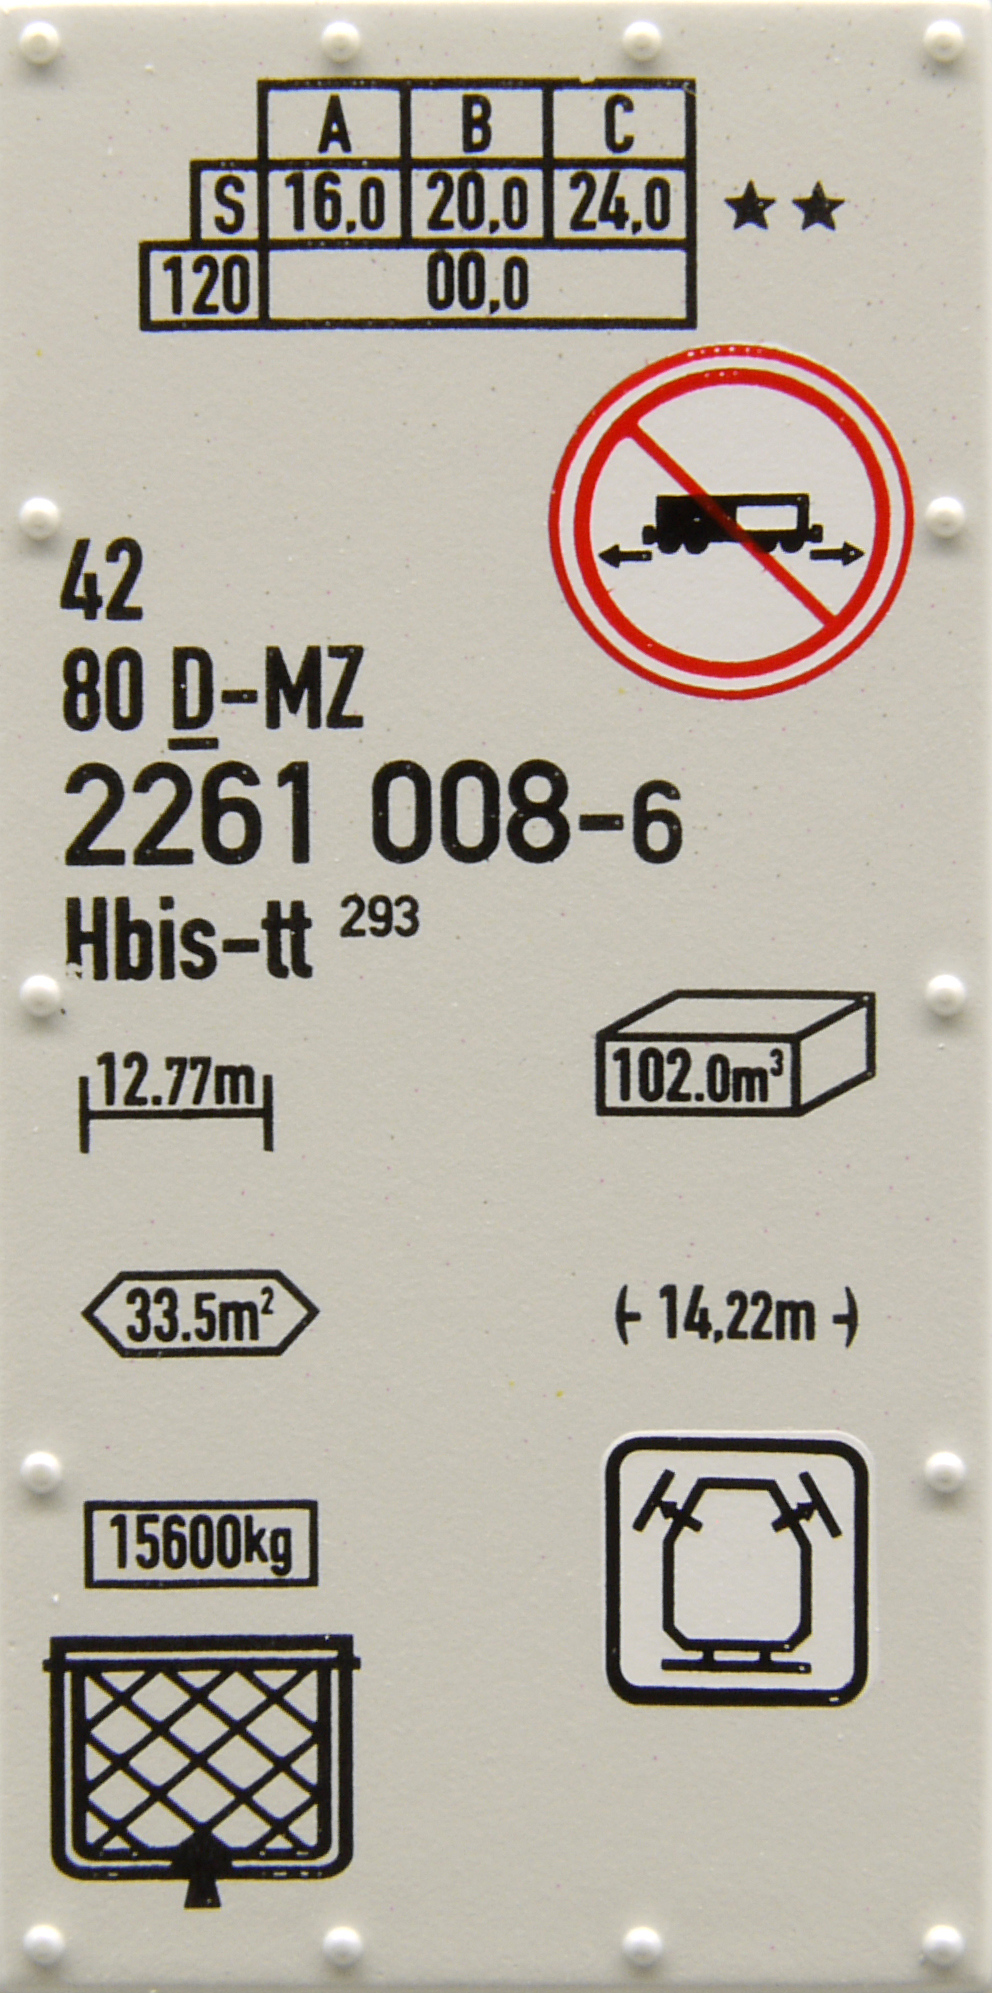 A B C
S 16,0 20,0 24,0 ★★
120 00,0
42
80 D-MZ
2261 008-6
Hbis-tt 293
12.77m
102.0m³
33.5m²
14,22m
15600kg